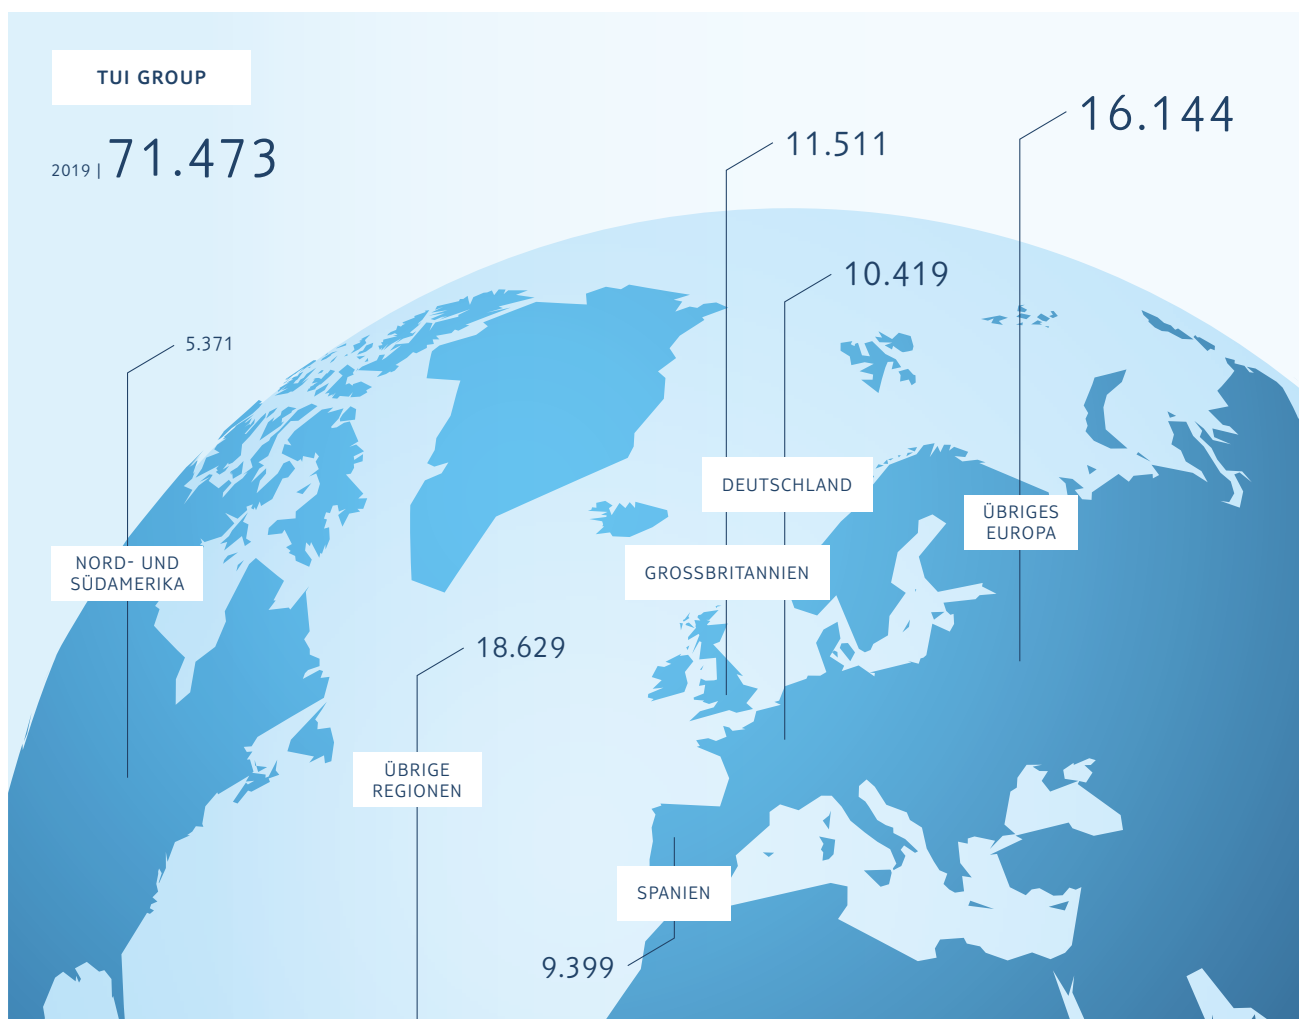 TUI GROUP
2019 | 71.473
16.144
11.511
10.419
5.371
DEUTSCHLAND
ÜBRIGES
EUROPA
NORD- UND
SÜDAMERIKA
GROSSBRITANNIEN
18.629
ÜBRIGE
REGIONEN
SPANIEN
9.399